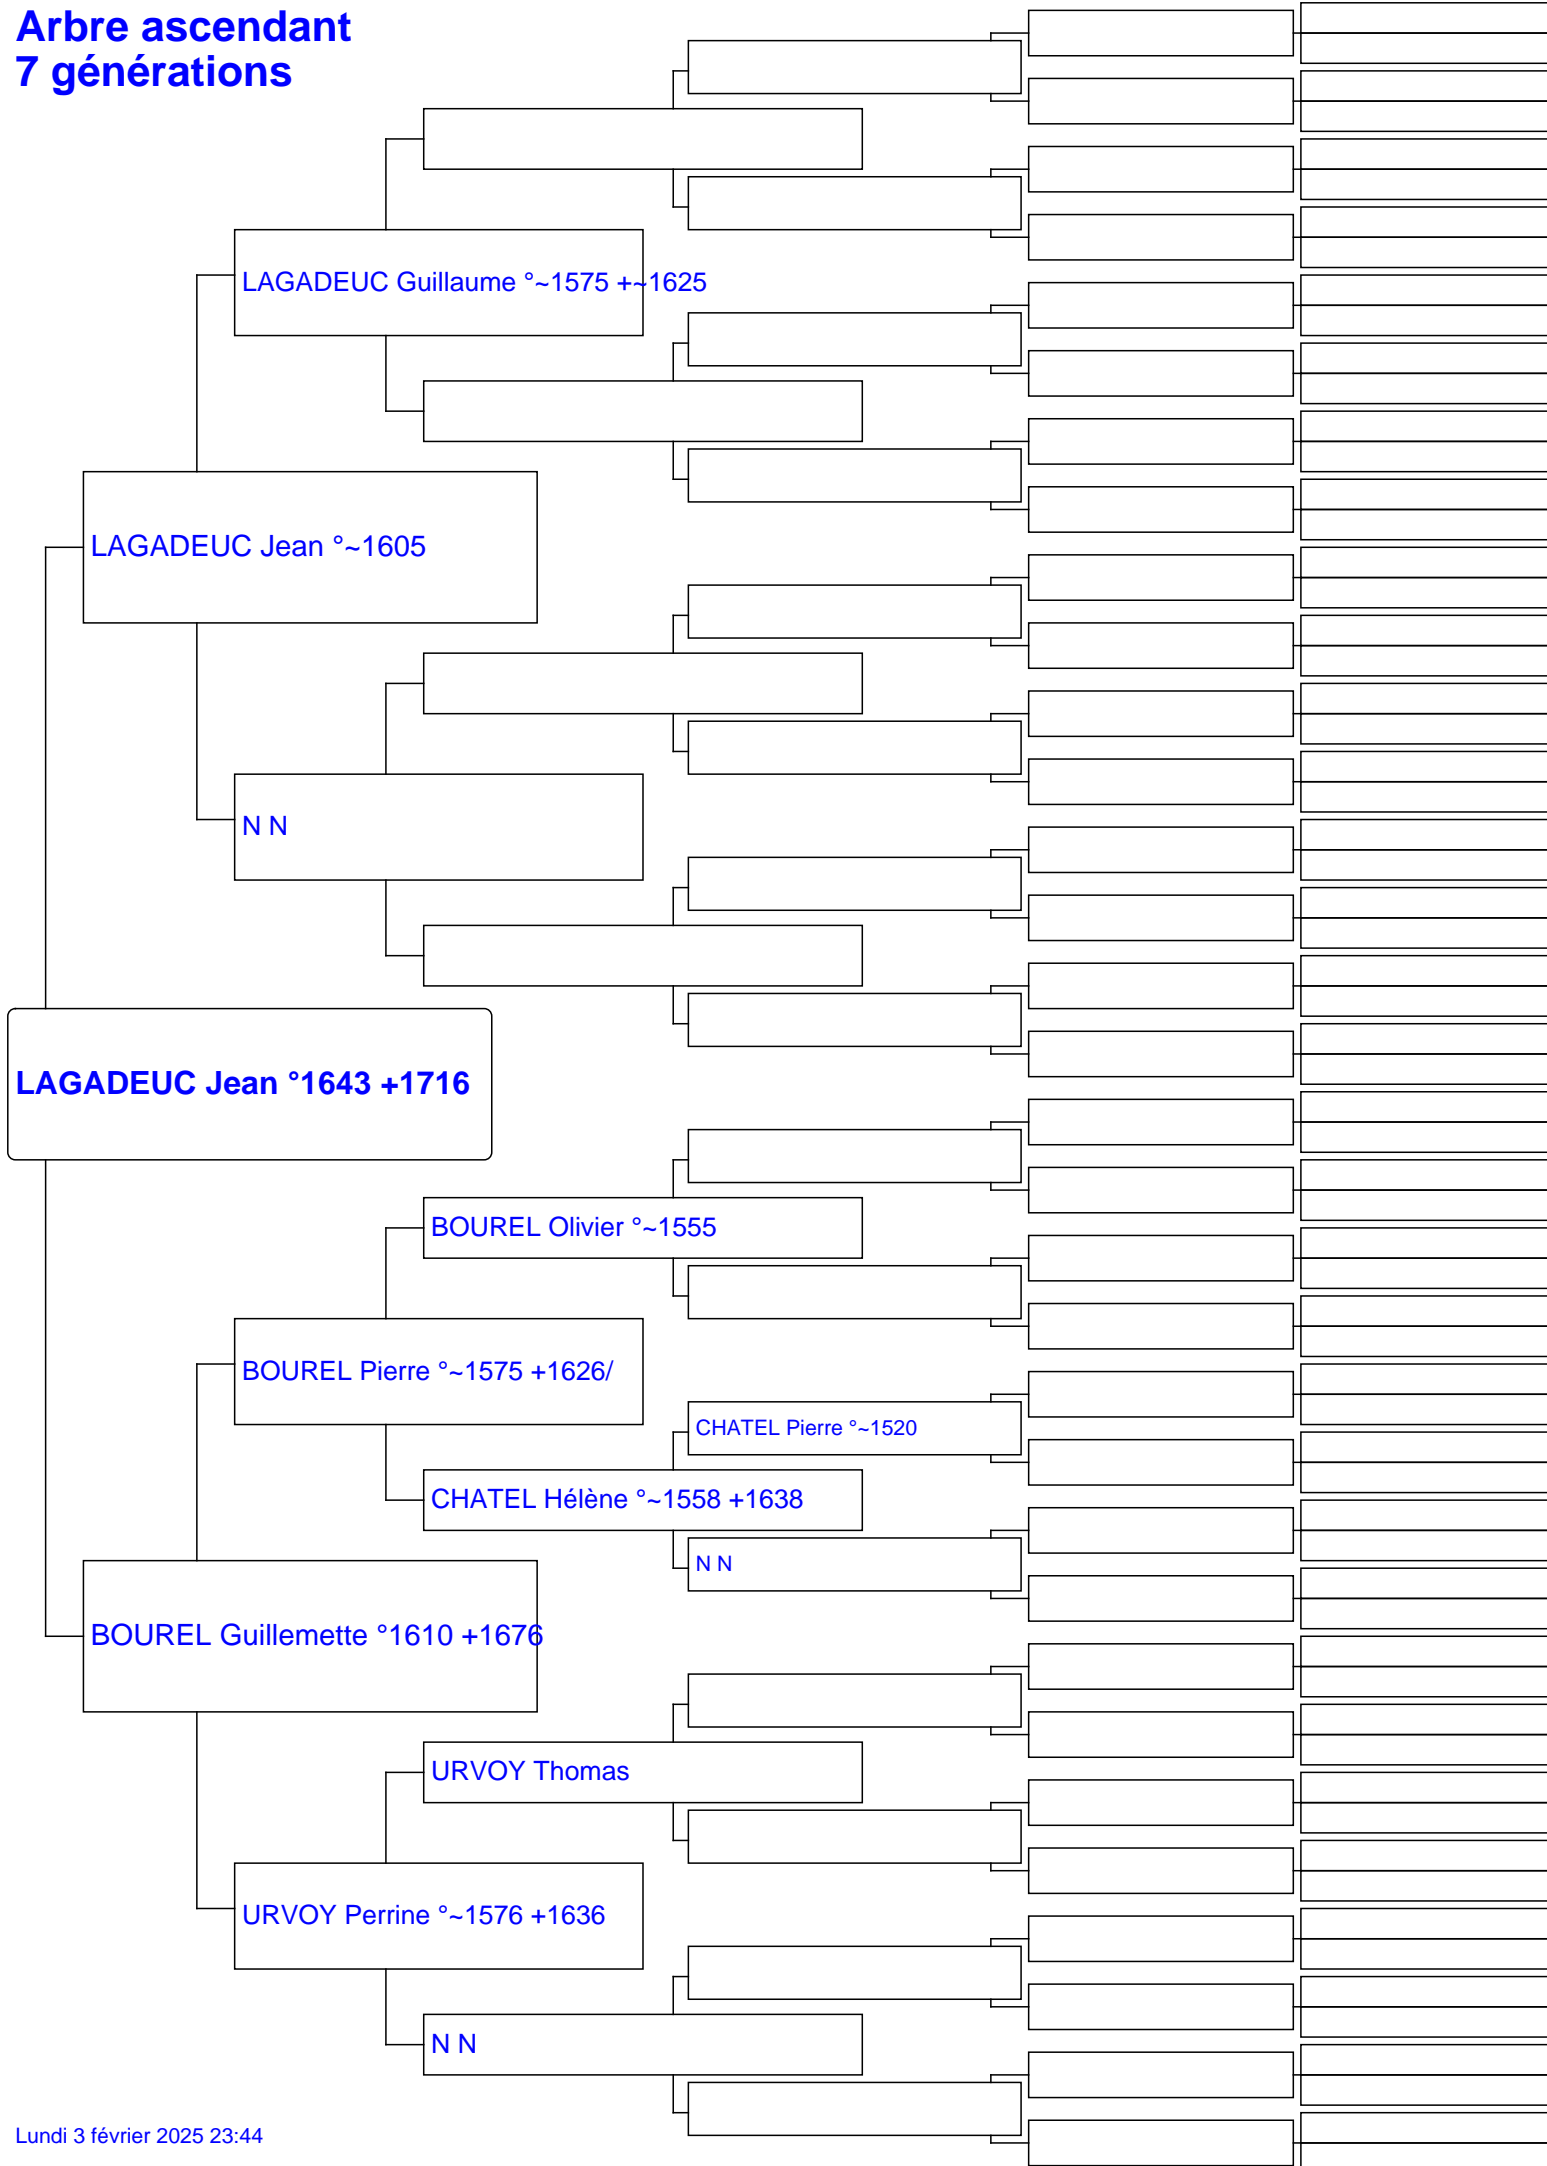 Arbre ascendant
7 générations
LAGADEUC Guillaume °~1575 +~1625
LAGADEUC Jean °~1605
N N
LAGADEUC Jean °1643 +1716
BOUREL Olivier °~1555
BOUREL Pierre °~1575 +1626/
CHATEL Pierre °~1520
CHATEL Hélène °~1558 +1638
N N
BOUREL Guillemette °1610 +1676
URVOY Thomas
URVOY Perrine °~1576 +1636
N N
Lundi 3 février 2025 23:44